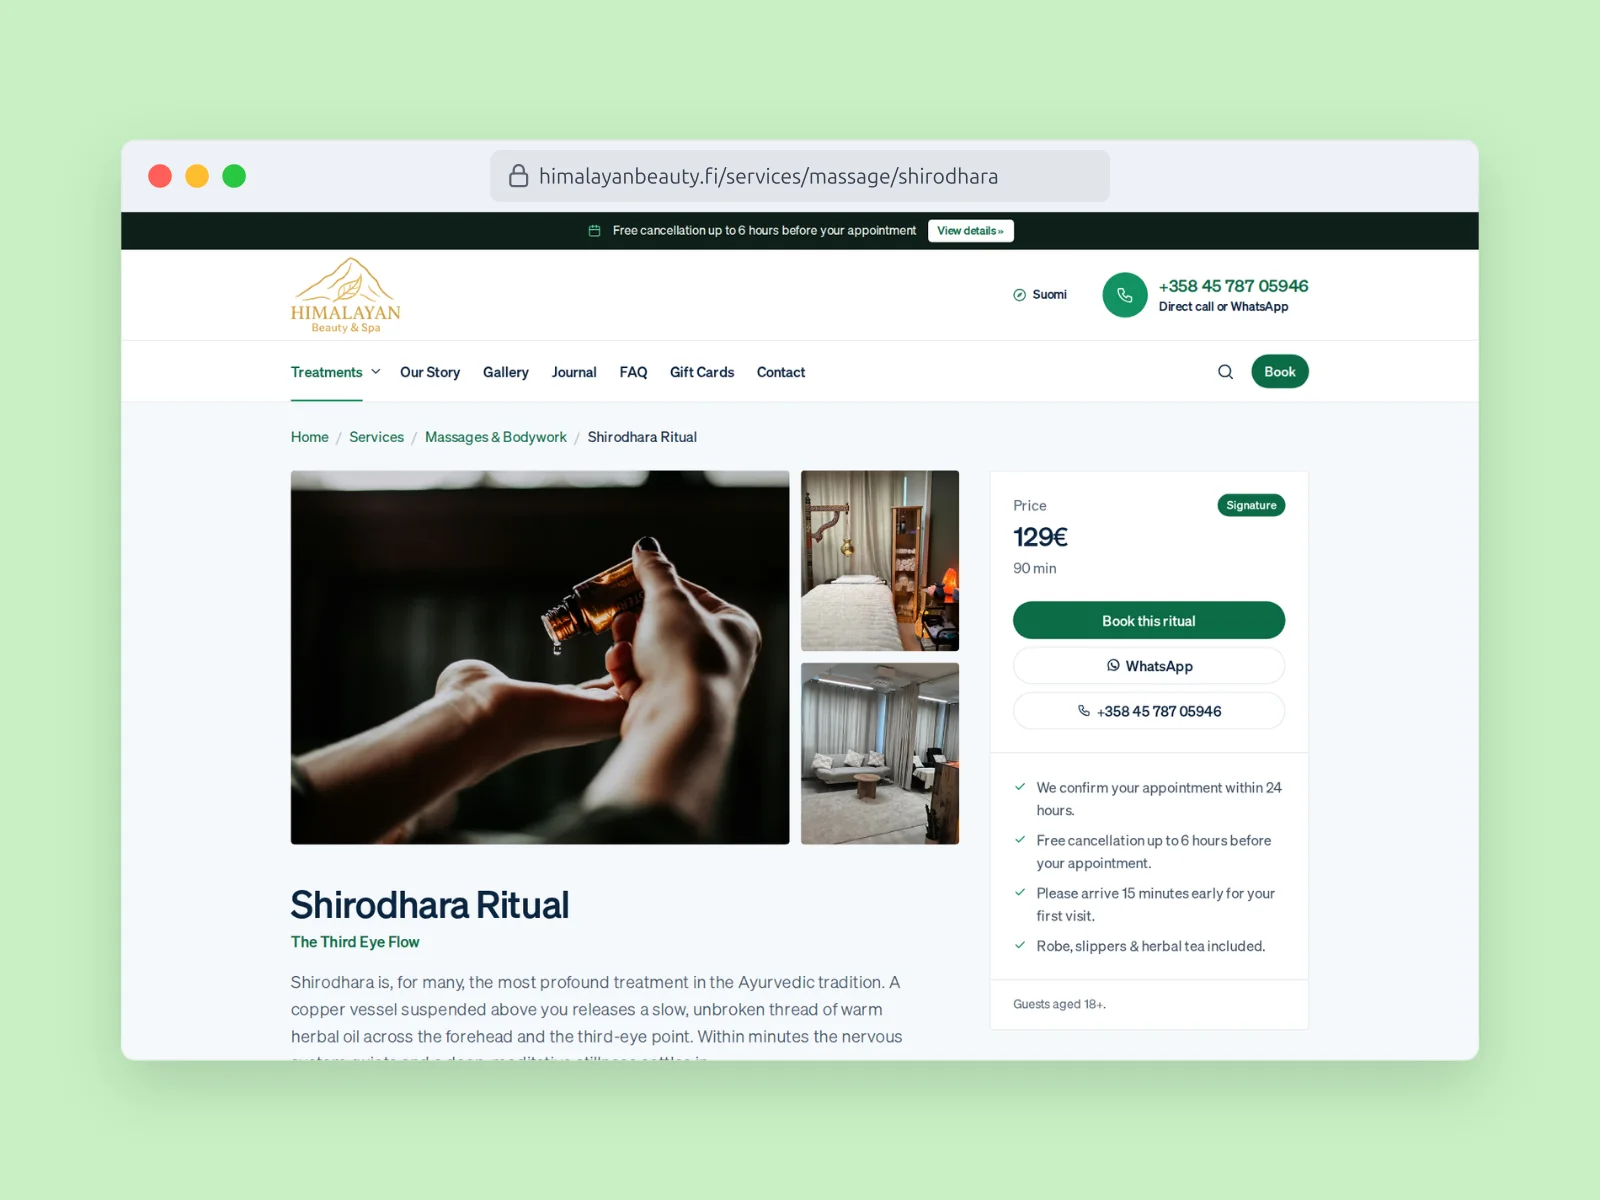 himalayanbeauty.fi/services/massage/shirodhara
Free cancellation up to 6 hours before your appointment
View details »
HIMALAYAN
Beauty & Spa
Suomi
+358 45 787 05946
Direct call or WhatsApp
Treatments
Our Story
Gallery
Journal
FAQ
Gift Cards
Contact
Book
Home / Services / Massages & Bodywork / Shirodhara Ritual
Price
Signature
129€
90 min
Book this ritual
WhatsApp
+358 45 787 05946
We confirm your appointment within 24
hours.
Free cancellation up to 6 hours before
your appointment.
Please arrive 15 minutes early for your
first visit.
Robe, slippers & herbal tea included.
Guests aged 18+.
Shirodhara Ritual
The Third Eye Flow
Shirodhara is, for many, the most profound treatment in the Ayurvedic tradition. A
copper vessel suspended above you releases a slow, unbroken thread of warm
herbal oil across the forehead and the third-eye point. Within minutes the nervous